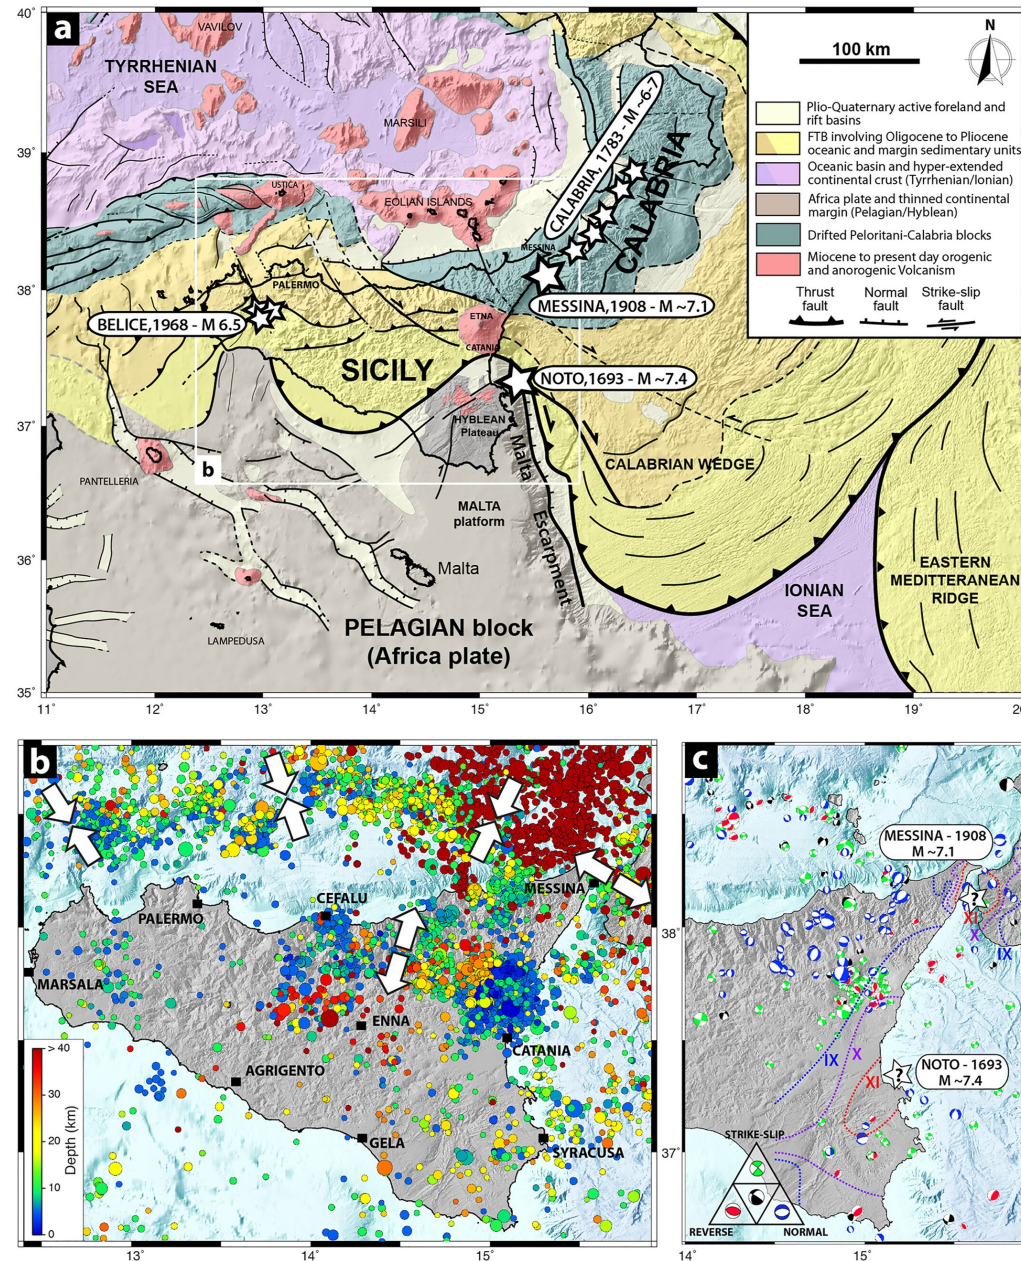 a
VAVILOV
TYRRHENIAN
SEA
MARSILI
USTICA
EOLIAN ISLANDS
CALABRIA, 1783 - M ~6-7
CALABRIA
MESSINA
MESSINA, 1908 - M ~7.1
PALERMO
BELICE,1968 - M 6.5
ETNA
CATANIA
SICILY
NOTO,1693 - M ~7.4
HYBLEAN
Plateau
Malta
Escarpment
CALABRIAN WEDGE
b
PANTELLERIA
MALTA
platform
Malta
IONIAN
SEA
EASTERN
MEDITTERANEAN
RIDGE
LAMPEDUSA
PELAGIAN block
(Africa plate)
100 km
N
Plio-Quaternary active foreland and
rift basins
FTB involving Oligocene to Pliocene
oceanic and margin sedimentary units
Oceanic basin and hyper-extended
continental crust (Tyrrhenian/Ionian)
Africa plate and thinned continental
margin (Pelagian/Hyblean)
Drifted Peloritani-Calabria blocks
Miocene to present day orogenic
and anorogenic Volcanism
Thrust
fault
Normal
fault
Strike-slip
fault
40˚
39˚
38˚
37˚
36˚
35˚
11˚
12˚
13˚
14˚
15˚
16˚
17˚
18˚
19˚
20
b
MESSINA
CEFALU
PALERMO
MARSALA
ENNA
CATANIA
AGRIGENTO
GELA
SYRACUSA
> 40
30
20
10
0
Depth (km)
13˚
14˚
15˚
c
MESSINA - 1908
M ~7.1
?
XI
X
IX
38˚
IX
X
XI
?
NOTO - 1693
M ~7.4
37˚
STRIKE-SLIP
REVERSE
NORMAL
14˚
15˚